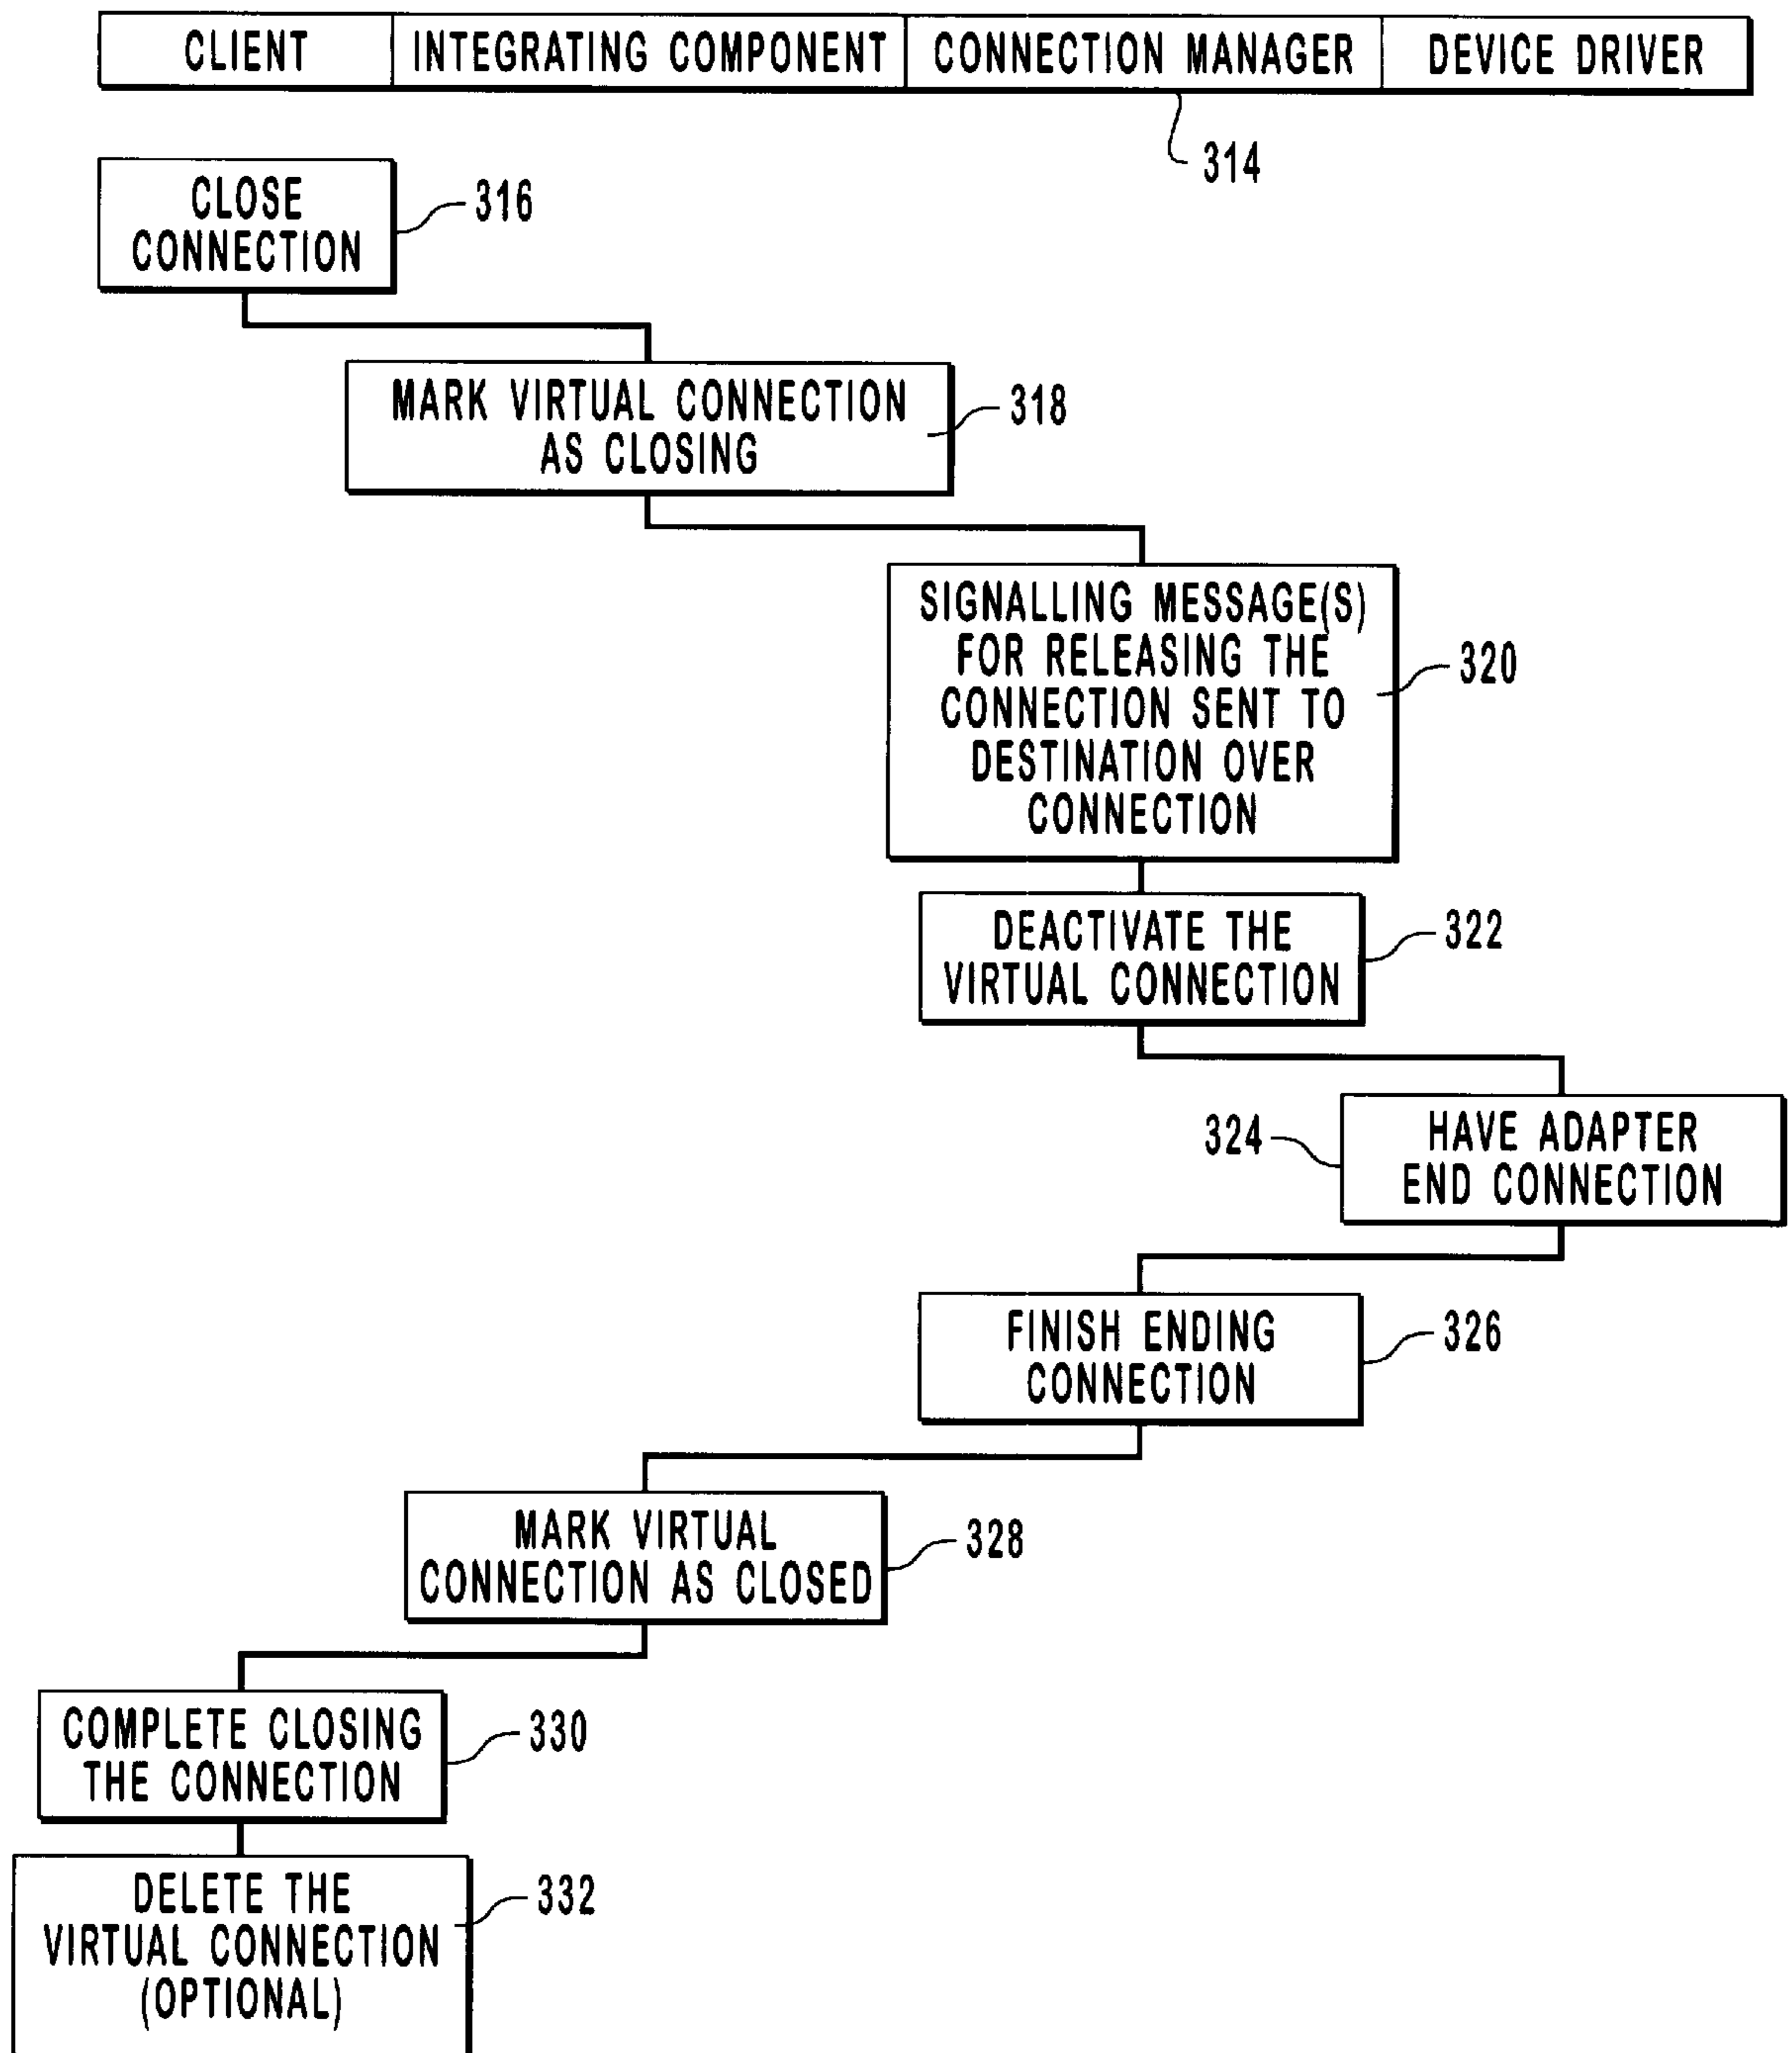 CLIENT INTEGRATING COMPONENT CONNECTION MANAGER DEVICE DRIVER
314
CLOSE
CONNECTION
316
MARK VIRTUAL CONNECTION
AS CLOSING
318
SIGNALLING MESSAGE(S)
FOR RELEASING THE
CONNECTION SENT TO
DESTINATION OVER
CONNECTION
320
DEACTIVATE THE
VIRTUAL CONNECTION
322
324
HAVE ADAPTER
END CONNECTION
FINISH ENDING
CONNECTION
326
MARK VIRTUAL
CONNECTION AS CLOSED
328
COMPLETE CLOSING
THE CONNECTION
330
DELETE THE
VIRTUAL CONNECTION
(OPTIONAL)
332